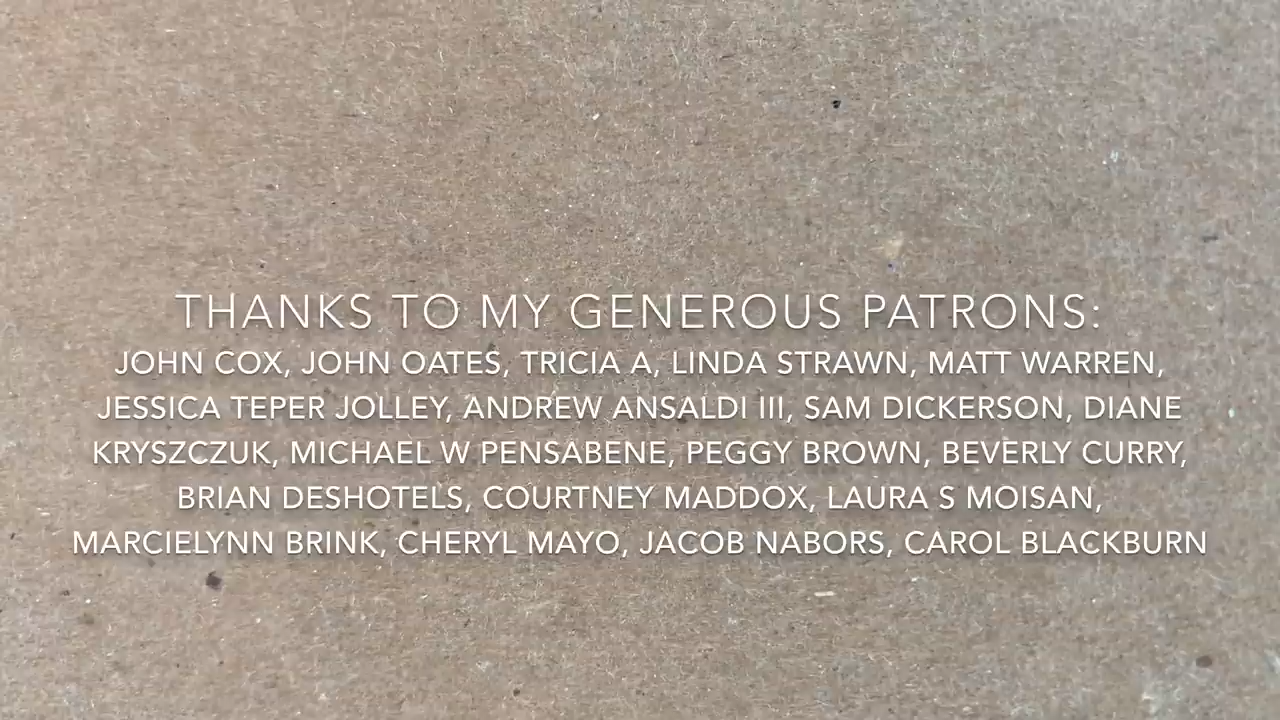 THANKS TO MY GENEROUS PATRONS:
JOHN COX, JOHN OATES, TRICIA A, LINDA STRAWN, MATT WARREN,
JESSICA TEPER JOLLEY, ANDREW ANSALDI III, SAM DICKERSON, DIANE
KRYSZCZUK, MICHAEL W PENSABENE, PEGGY BROWN, BEVERLY CURRY,
BRIAN DESHOTELS, COURTNEY MADDOX, LAURA S MOISAN,
MARCIELYNN BRINK, CHERYL MAYO, JACOB NABORS, CAROL BLACKBURN